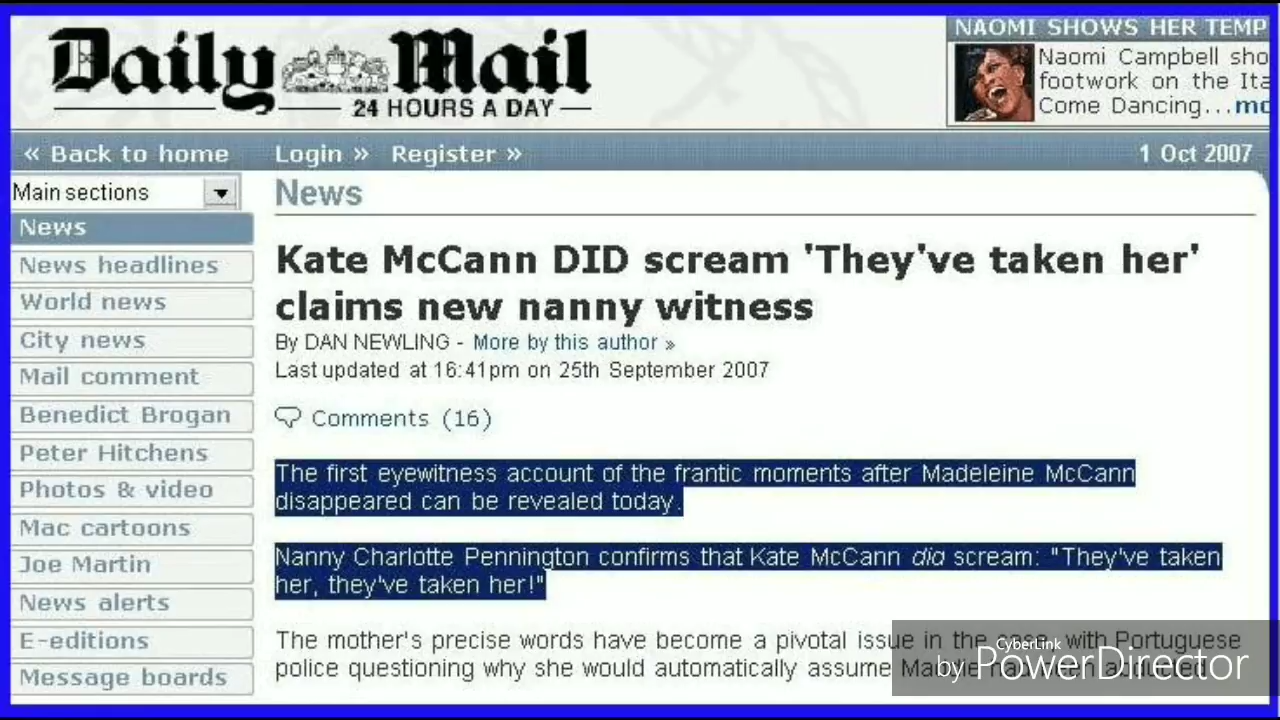 Daily Mail
24 HOURS A DAY
NAOMI SHOWS HER TEMP
Naomi Campbell sho
footwork on the Ita
Come Dancing...mo
« Back to home
Login »
Register »
1 Oct 2007
Main sections
News
News headlines
World news
City news
Mail comment
Benedict Brogan
Peter Hitchens
Photos & video
Mac cartoons
Joe Martin
News alerts
E-editions
Message boards
News
Kate McCann DID scream 'They've taken her'
claims new nanny witness
By DAN NEWLING - More by this author »
Last updated at 16:41pm on 25th September 2007
Comments (16)
The first eyewitness account of the frantic moments after Madeleine McCann
disappeared can be revealed today.
Nanny Charlotte Pennington confirms that Kate McCann did scream: "They've taken
her, they've taken her!"
The mother's precise words have become a pivotal issue in the case, with Portuguese
police questioning why she would automatically assume
CyberLink
by PowerDirector